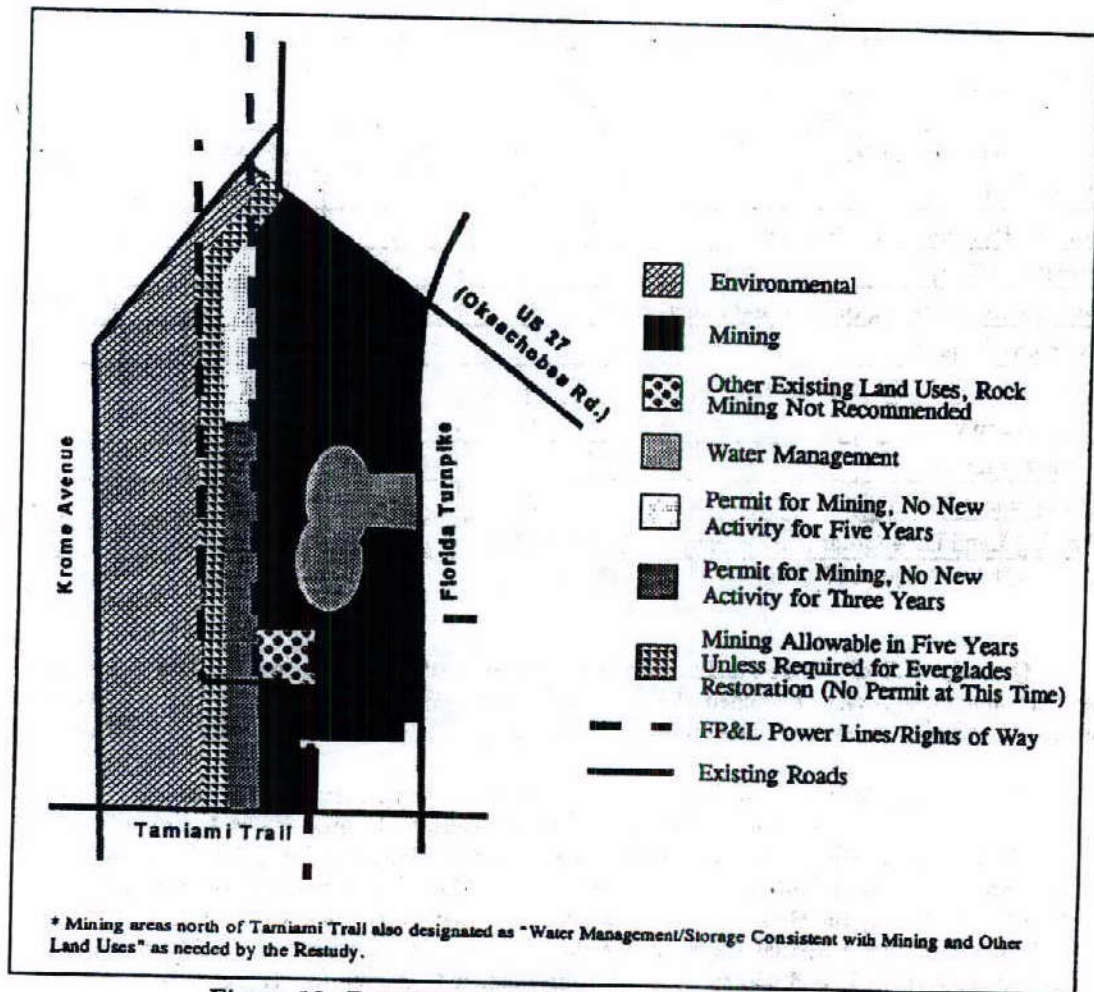 US 27
(Okeechobee Rd.)
Krome Avenue
Florida Turnpike
Tamiami Trail
Environmental
Mining
Other Existing Land Uses, Rock
Mining Not Recommended
Water Management
Permit for Mining, No New
Activity for Five Years
Permit for Mining, No New
Activity for Three Years
Mining Allowable in Five Years
Unless Required for Everglades
Restoration (No Permit at This Time)
FP&L Power Lines/Rights of Way
Existing Roads
* Mining areas north of Tamiami Trail also designated as "Water Management/Storage Consistent with Mining and Other
Land Uses" as needed by the Restudy.